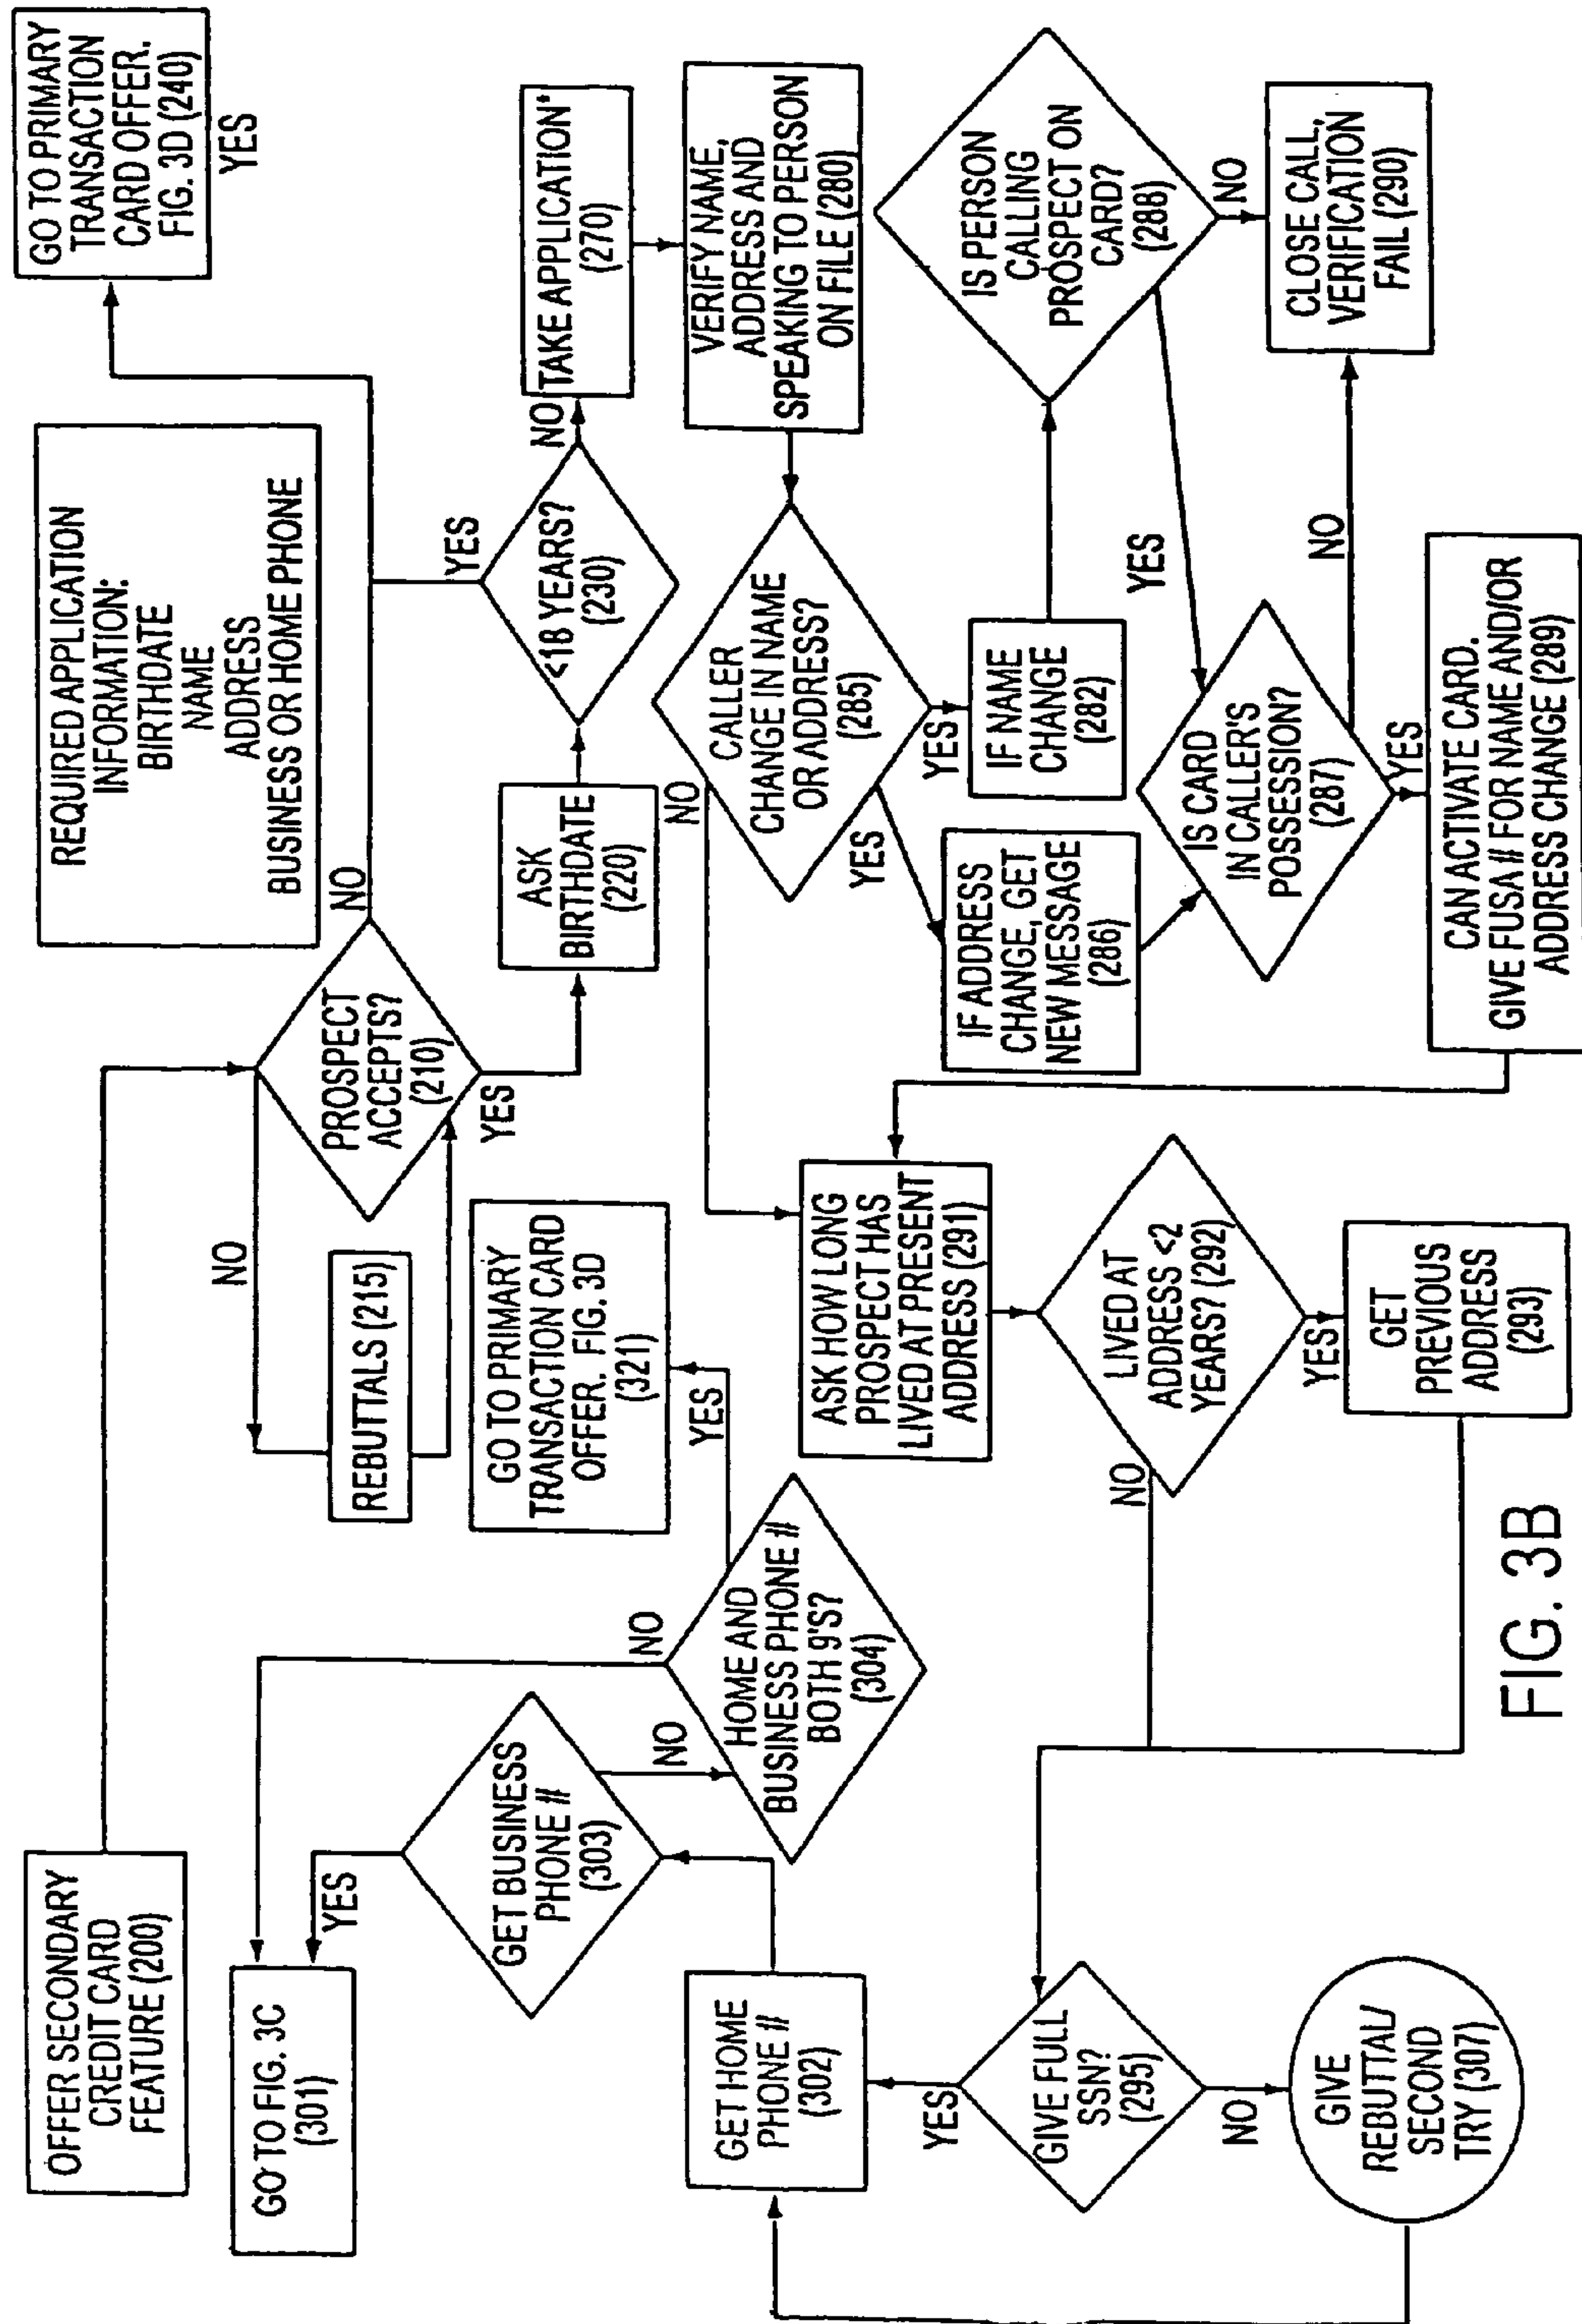 OFFER SECONDARY
CREDIT CARD
FEATURE (200)
PROSPECT
ACCEPTS?
(210)
NO
NO
YES
REBUTTALS (215)
REQUIRED APPLICATION
INFORMATION:
BIRTHDATE
NAME
ADDRESS
BUSINESS OR HOME PHONE
GO TO PRIMARY
TRANSACTION
CARD OFFER.
FIG. 3D (240)
YES
ASK
BIRTHDATE
(220)
<18 YEARS?
(230)
YES
NO
TAKE APPLICATION*
(270)
VERIFY NAME,
ADDRESS AND
SPEAKING TO PERSON
ON FILE (280)
CALLER
CHANGE IN NAME
OR ADDRESS?
(285)
NO
YES
YES
IF NAME
CHANGE
(282)
IF ADDRESS
CHANGE, GET
NEW MESSAGE
(286)
IS PERSON
CALLING
PROSPECT ON
CARD?
(288)
YES
NO
CLOSE CALL,
VERIFICATION
FAIL (290)
IS CARD
IN CALLER'S
POSSESSION?
(287)
NO
YES
CAN ACTIVATE CARD.
GIVE FUSA # FOR NAME AND/OR
ADDRESS CHANGE (289)
ASK HOW LONG
PROSPECT HAS
LIVED AT PRESENT
ADDRESS (291)
LIVED AT
ADDRESS <2
YEARS? (292)
NO
YES
GET
PREVIOUS
ADDRESS
(293)
GIVE FULL
SSN?
(295)
YES
NO
GIVE
REBUTTAL/
SECOND
TRY (307)
GET HOME
PHONE #
(302)
GET BUSINESS
PHONE #
(303)
YES
NO
GO TO FIG. 3C
(301)
HOME AND
BUSINESS PHONE #
BOTH 9'S?
(304)
NO
YES
GO TO PRIMARY
TRANSACTION CARD
OFFER. FIG. 3D
(321)
FIG. 3B